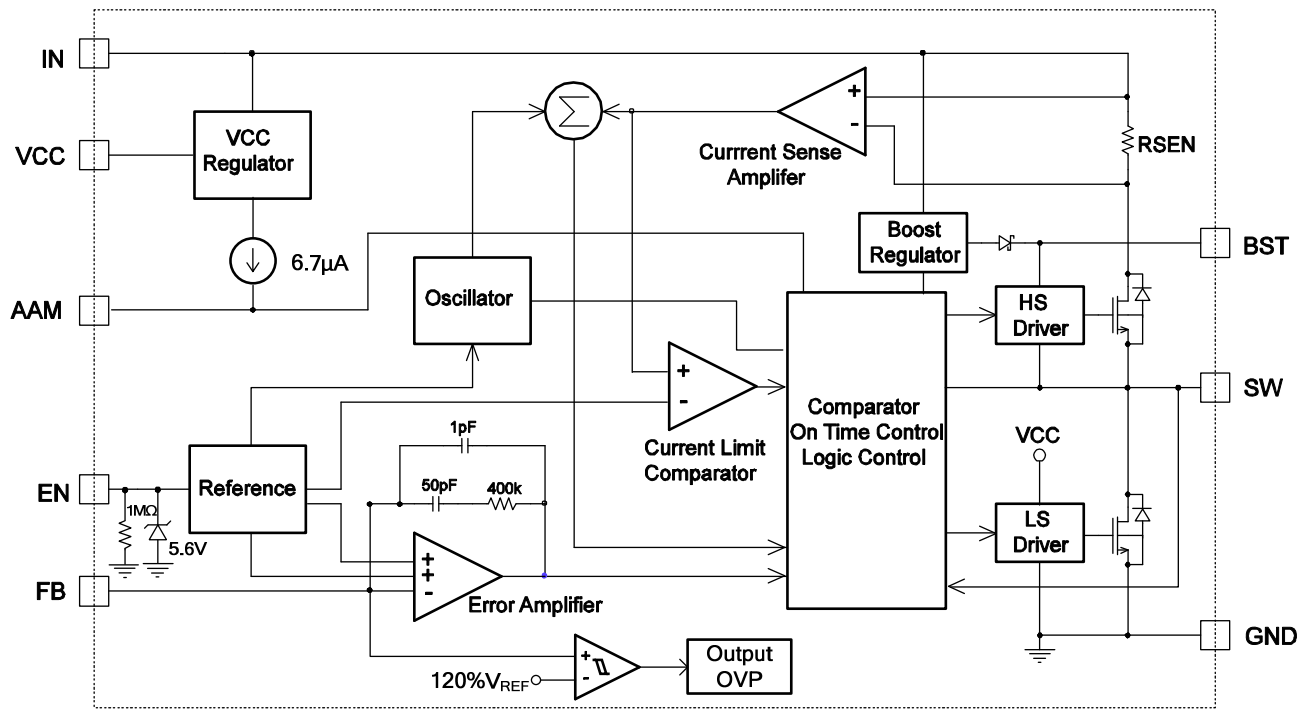 IN
VCC
Regulator
VCC
6.7µA
AAM
Oscillator
Σ
+
-
Currrent Sense
Amplifer
RSEN
Boost
Regulator
BST
HS
Driver
SW
+
-
Current Limit
Comparator
Comparator
On Time Control
Logic Control
VCC
LS
Driver
GND
EN
1MΩ
5.6V
Reference
1pF
50pF
400k
FB
+
+
-
Error Amplifier
+
-
120%VREF
Output
OVP